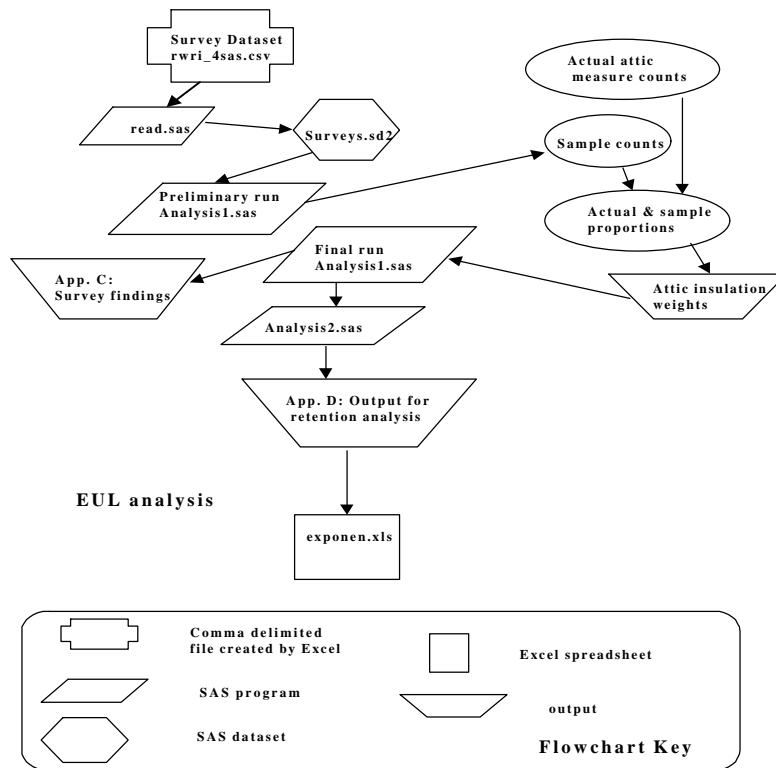 Survey Dataset
rwri_4sas.csv
Actual attic
measure counts
read.sas
Surveys.sd2
Sample counts
Preliminary run
Analysis1.sas
Actual & sample
proportions
Final run
Analysis1.sas
App. C:
Survey findings
Attic insulation
weights
Analysis2.sas
App. D: Output for
retention analysis
EUL analysis
exponen.xls
Comma delimited
file created by Excel
Excel spreadsheet
SAS program
output
SAS dataset
Flowchart Key